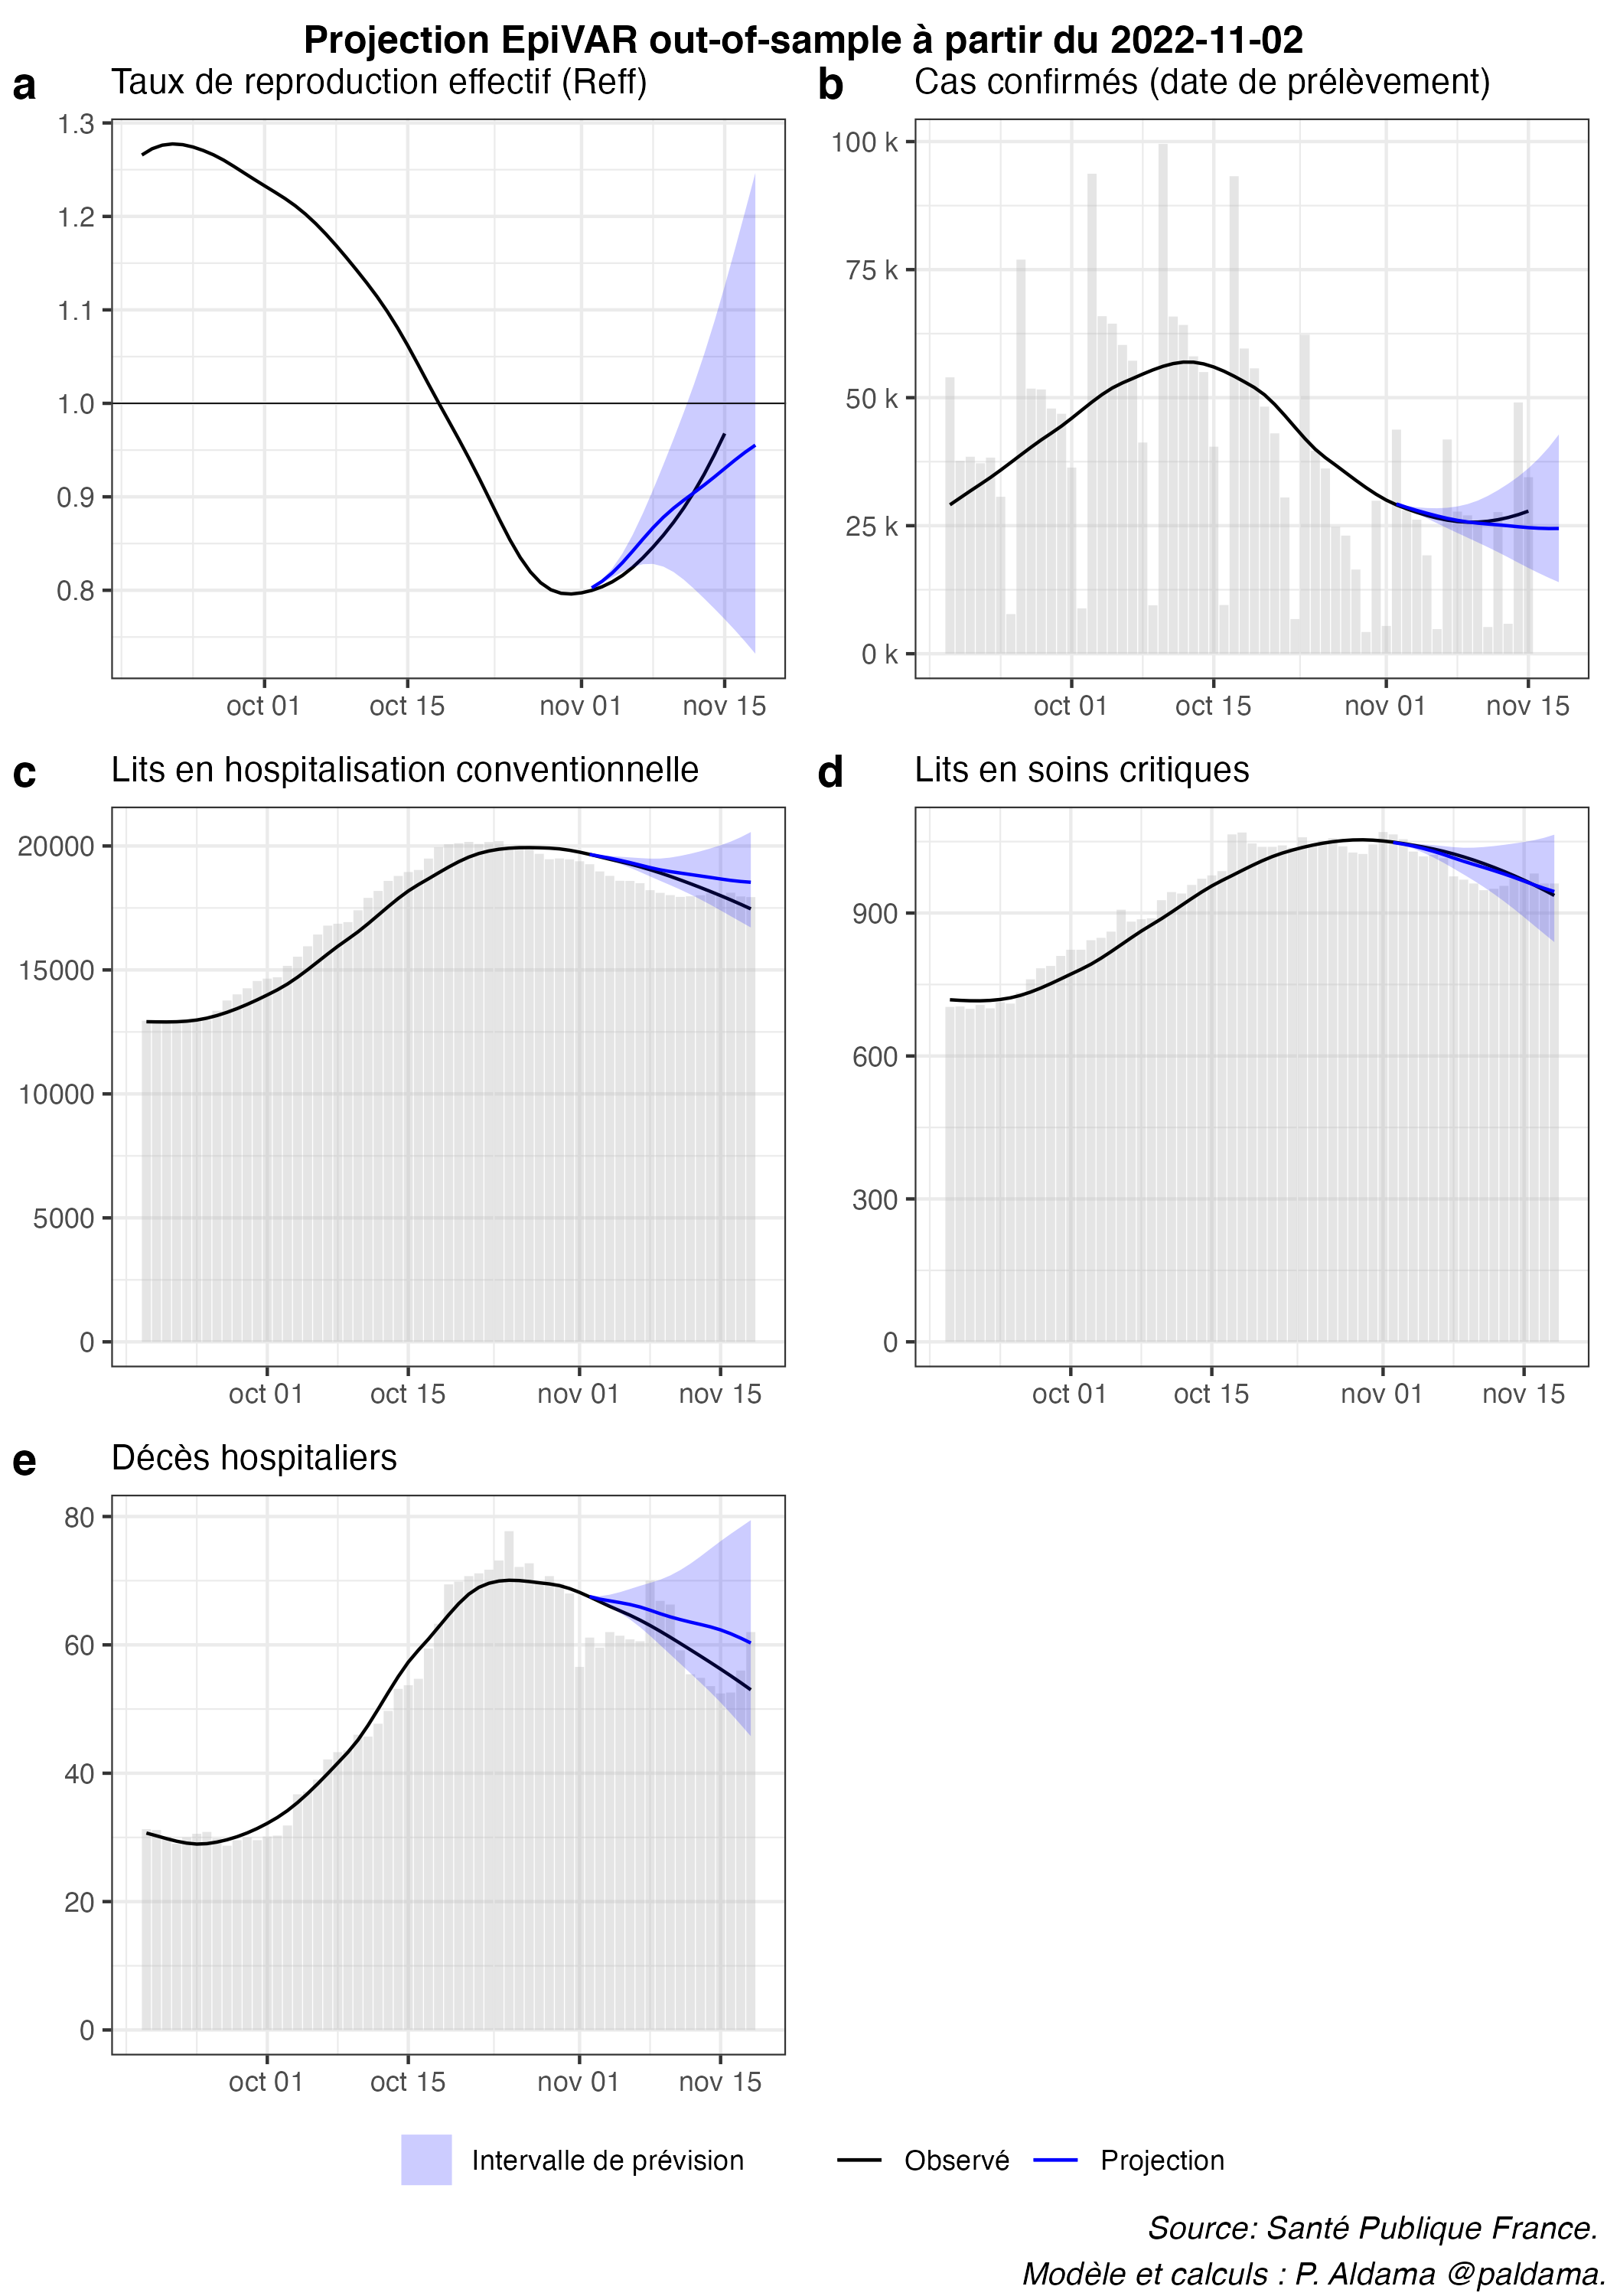 Projection EpiVAR out-of-sample à partir du 2022-11-02
a Taux de reproduction effectif (Reff)
1.3
1.2
1.1
1.0
0.9
0.8
oct 01 oct 15 nov 01 nov 15
b Cas confirmés (date de prélèvement)
100 k
75 k
50 k
25 k
0 k
oct 01 oct 15 nov 01 nov 15
c Lits en hospitalisation conventionnelle
20000
15000
10000
5000
0
oct 01 oct 15 nov 01 nov 15
d Lits en soins critiques
900
600
300
0
oct 01 oct 15 nov 01 nov 15
e Décès hospitaliers
80
60
40
20
0
oct 01 oct 15 nov 01 nov 15
Intervalle de prévision Observé Projection
Source: Santé Publique France.
Modèle et calculs : P. Aldama @paldama.